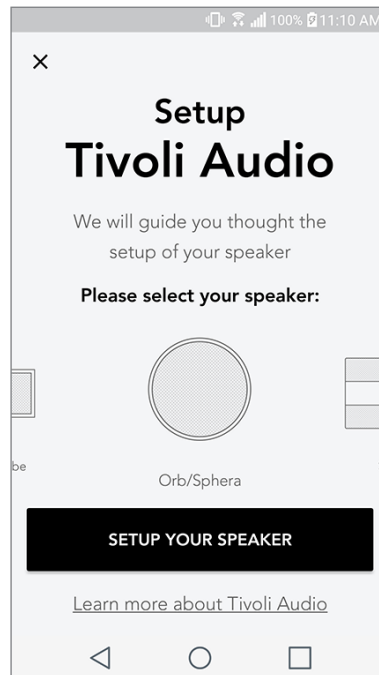 100% 11:10 AM
Setup
Tivoli Audio
We will guide you thought the
setup of your speaker
Please select your speaker:
be
Orb/Sphera
SETUP YOUR SPEAKER
Learn more about Tivoli Audio